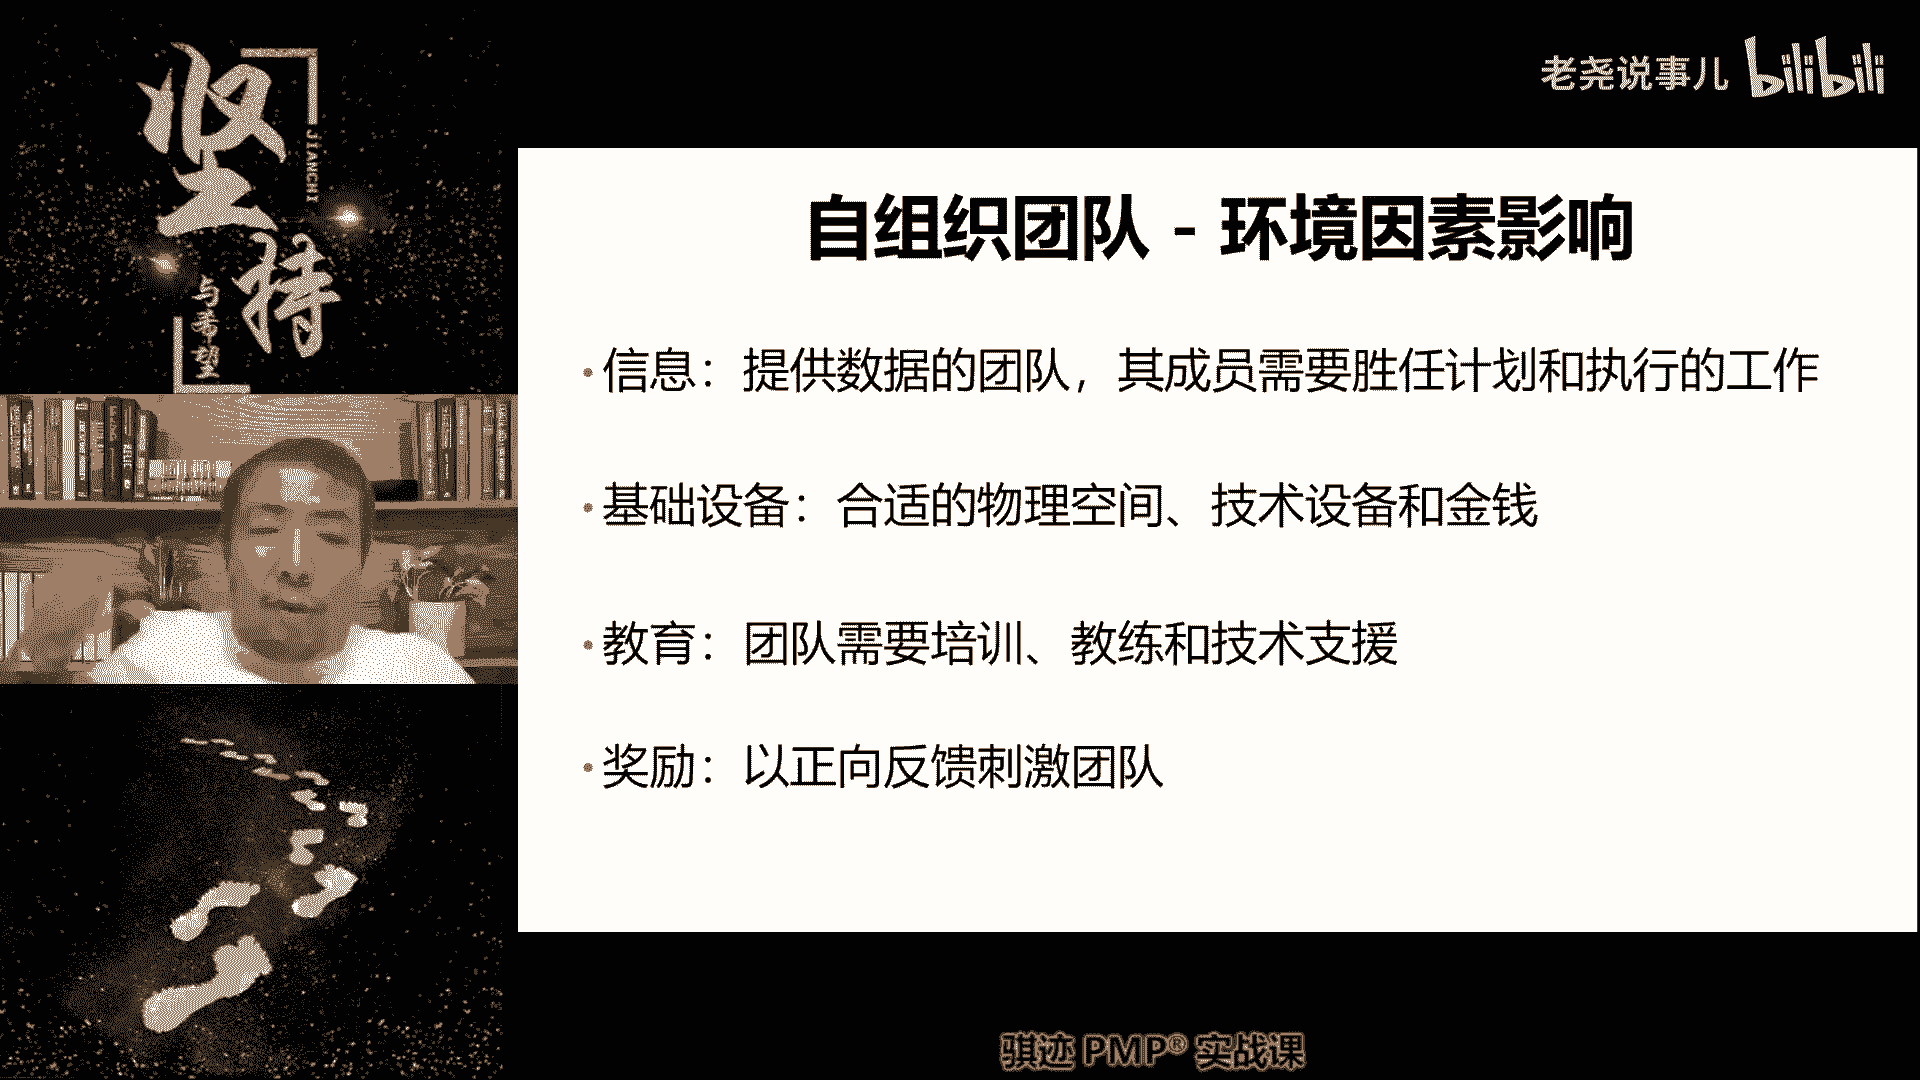 坚持
JIANCHI
与希望
老尧说事儿 bilibili
自组织团队 - 环境因素影响
•信息：提供数据的团队，其成员需要胜任计划和执行的工作
•基础设备：合适的物理空间、技术设备和金钱
•教育：团队需要培训、教练和技术支援
•奖励：以正向反馈刺激团队
骐迹 PMP® 实战课